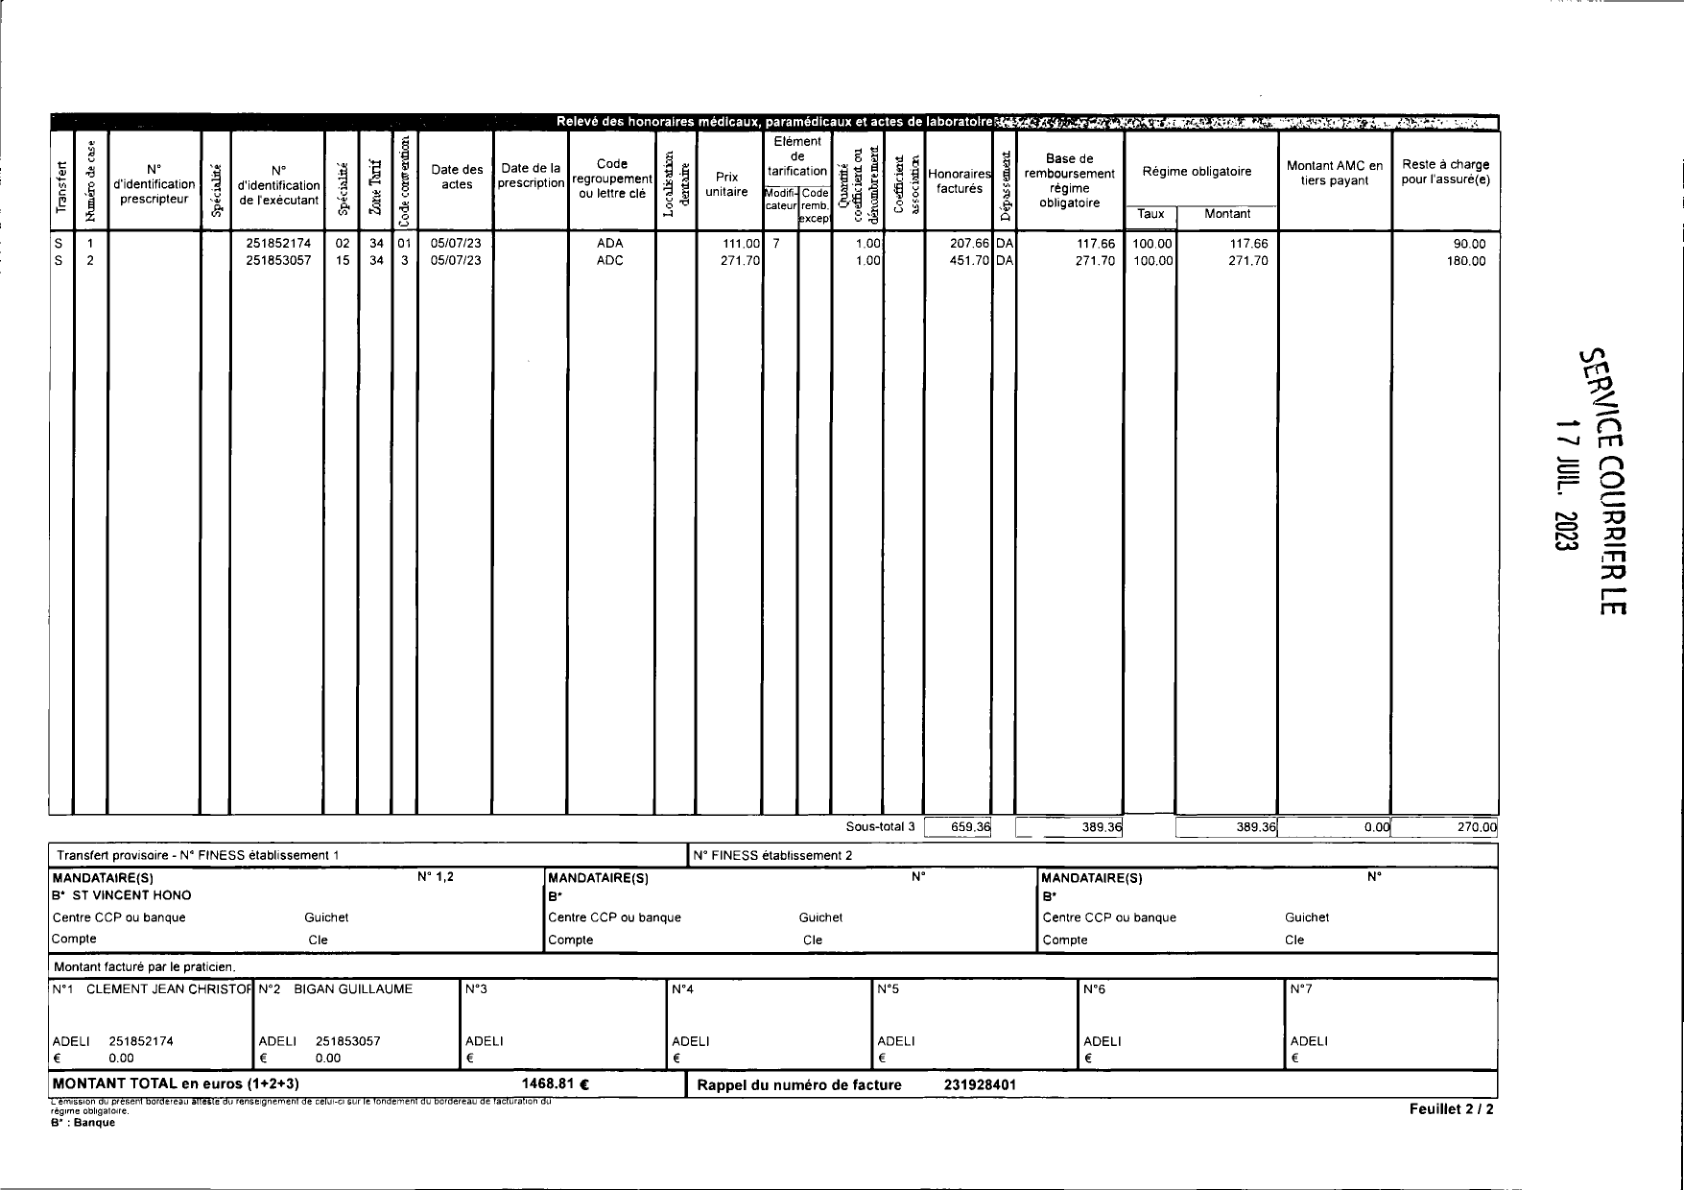 Relevé des honoraires médicaux, paramédicaux et actes de laboratoire
Transfert
Numéro de case
N° d'identification prescripteur
Spécialité
N° d'identification de l'exécutant
Spécialité
Zone Tarif
Code convention
Date des actes
Date de la prescription
Code regroupement ou lettre clé
Localisation dentaire
Prix unitaire
Elément de tarification
Modifi-cateur
Code remb. except
Quantité coefficient ou dénombrement
Coefficient association
Honoraires facturés
Dépassement
Base de remboursement régime obligatoire
Régime obligatoire
Taux
Montant
Montant AMC en tiers payant
Reste à charge pour l'assuré(e)
S 1 251852174 02 34 01 05/07/23 ADA 111.00 7 1.00 207.66 DA 117.66 100.00 117.66 90.00
S 2 251853057 15 34 3 05/07/23 ADC 271.70 1.00 451.70 DA 271.70 100.00 271.70 180.00
Sous-total 3 659.36 389.36 389.36 0.00 270.00
Transfert provisoire - N° FINESS établissement 1
N° FINESS établissement 2
MANDATAIRE(S) N° 1,2
B* ST VINCENT HONO
Centre CCP ou banque Guichet
Compte Cle
MANDATAIRE(S) N°
B*
Centre CCP ou banque Guichet
Compte Cle
MANDATAIRE(S) N°
B*
Centre CCP ou banque Guichet
Compte Cle
Montant facturé par le praticien.
N°1 CLEMENT JEAN CHRISTOF N°2 BIGAN GUILLAUME N°3 N°4 N°5 N°6 N°7
ADELI 251852174 ADELI 251853057 ADELI ADELI ADELI ADELI ADELI
€ 0.00 € 0.00 € € € € €
MONTANT TOTAL en euros (1+2+3) 1468.81 € Rappel du numéro de facture 231928401
L'émission du présent bordereau atteste du renseignement de celui-ci sur le fondement du bordereau de facturation du
régime obligatoire.
B* : Banque
Feuillet 2 / 2
SERVICE COURRIER LE
17 JUIL. 2023